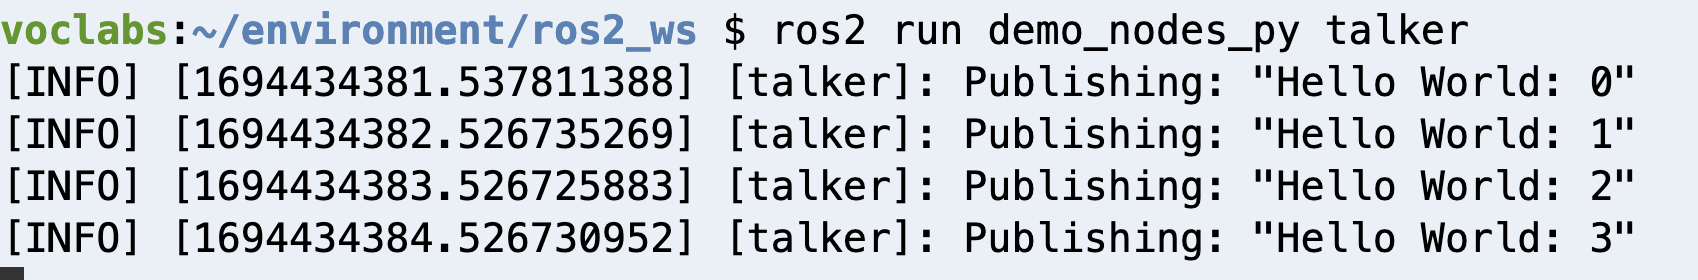 voclabs:~/environment/ros2_ws $ ros2 run demo_nodes_py talker
[INFO] [1694434381.537811388] [talker]: Publishing: "Hello World: 0"
[INFO] [1694434382.526735269] [talker]: Publishing: "Hello World: 1"
[INFO] [1694434383.526725883] [talker]: Publishing: "Hello World: 2"
[INFO] [1694434384.526730952] [talker]: Publishing: "Hello World: 3"